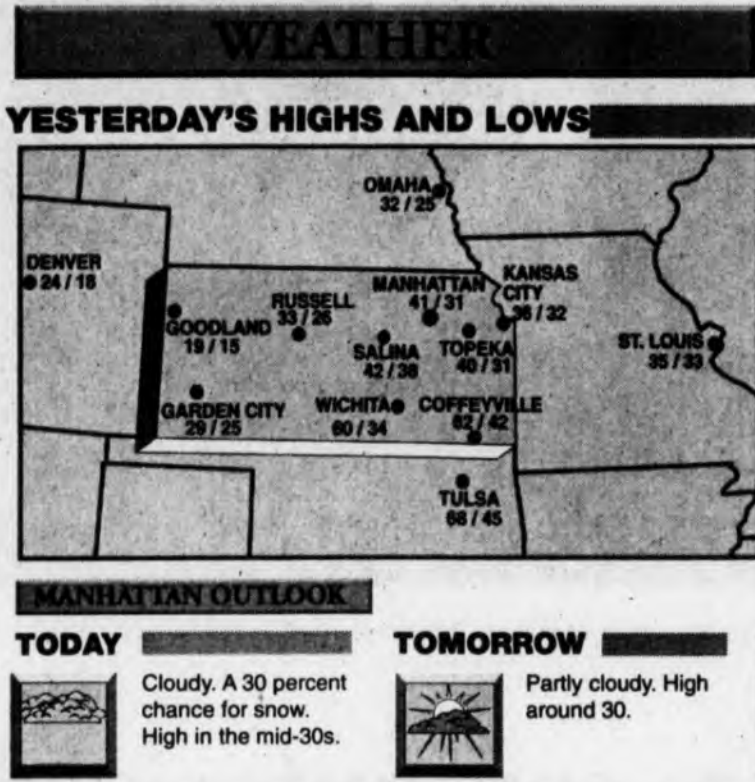 WEATHER
YESTERDAY'S HIGHS AND LOWS
OMAHA
32 / 25
DENVER
24 / 18
KANSAS
CITY
36 / 32
MANHATTAN
41 / 31
RUSSELL
33 / 26
GOODLAND
19 / 15
SALINA
42 / 38
TOPEKA
40 / 31
ST. LOUIS
35 / 33
GARDEN CITY
29 / 25
WICHITA
60 / 34
COFFEYVILLE
62 / 42
TULSA
68 / 45
MANHATTAN OUTLOOK
TODAY
Cloudy. A 30 percent
chance for snow.
High in the mid-30s.
TOMORROW
Partly cloudy. High
around 30.